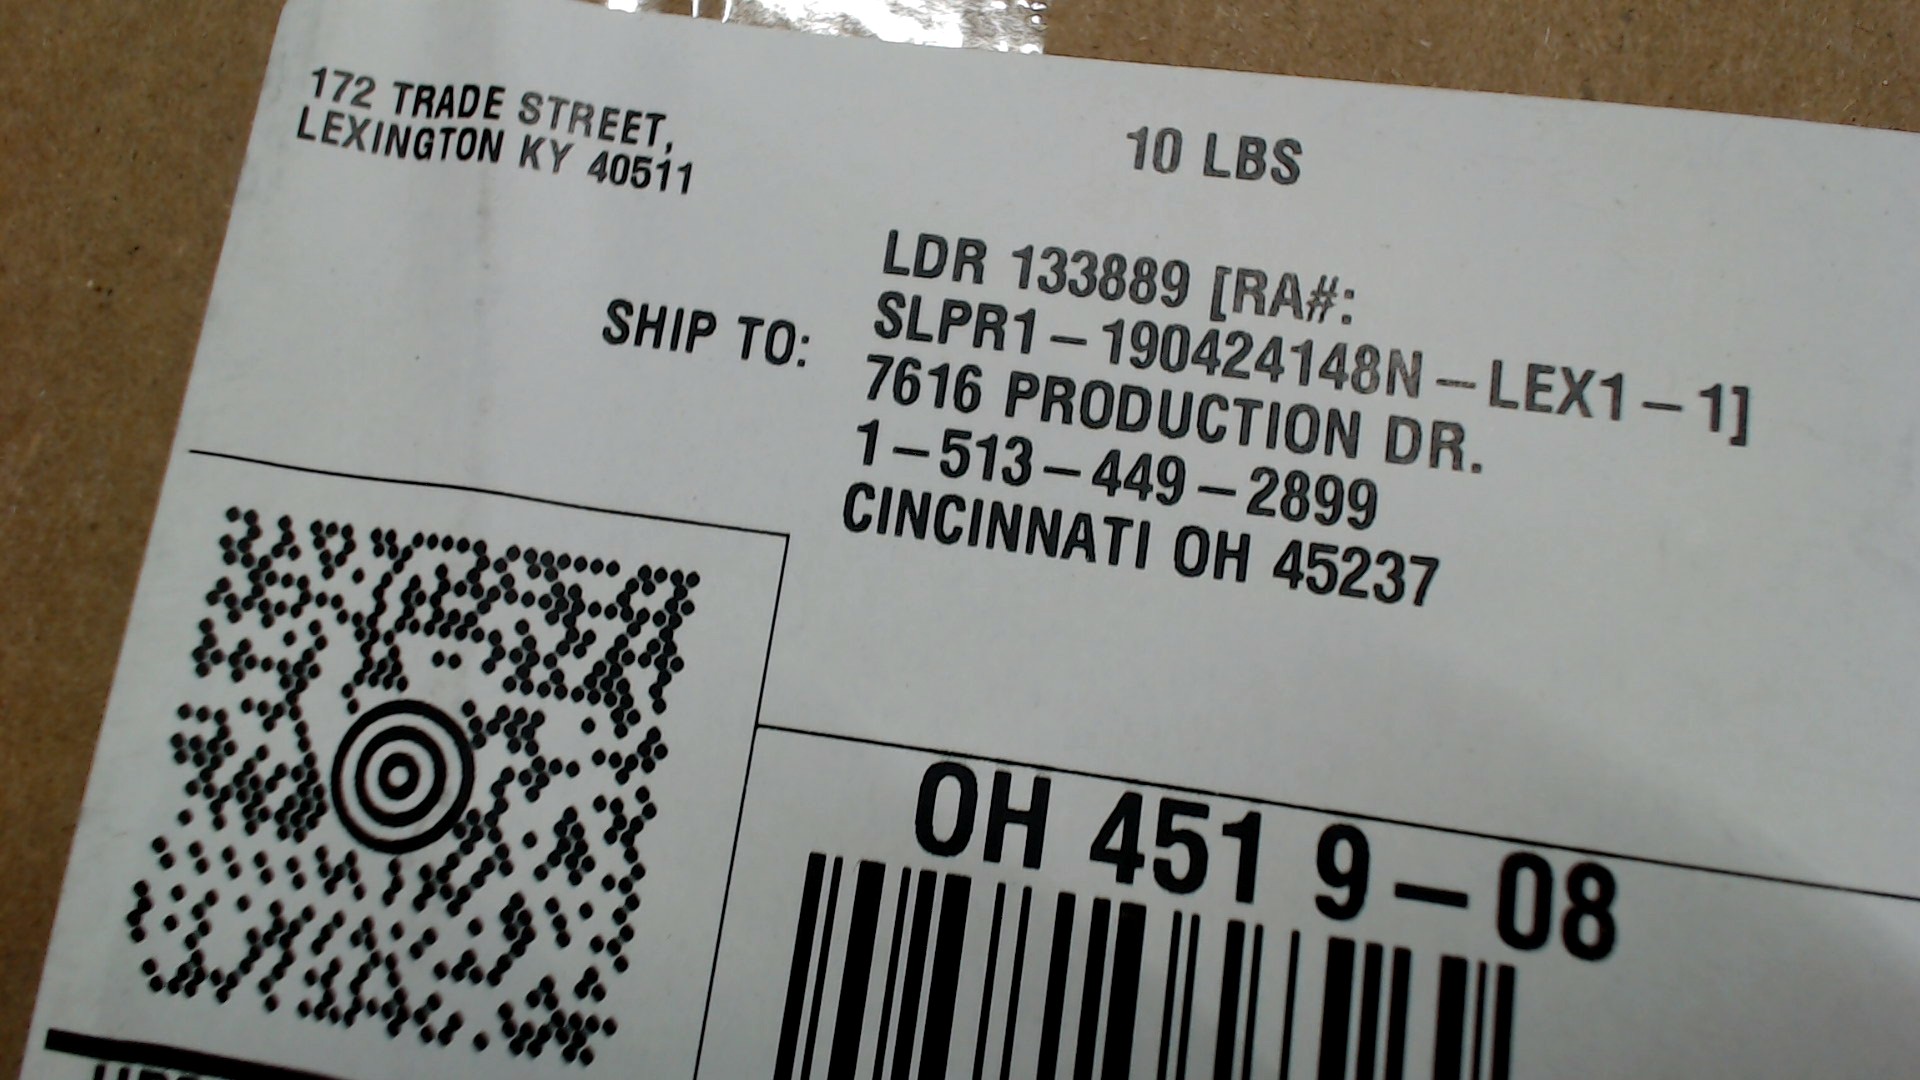 172 TRADE STREET,
LEXINGTON KY 40511
10 LBS
SHIP TO:
LDR 133889 [RA#:
SLPR1-190424148N-LEX1-1]
7616 PRODUCTION DR.
1-513-449-2899
CINCINNATI OH 45237
OH 451 9-08